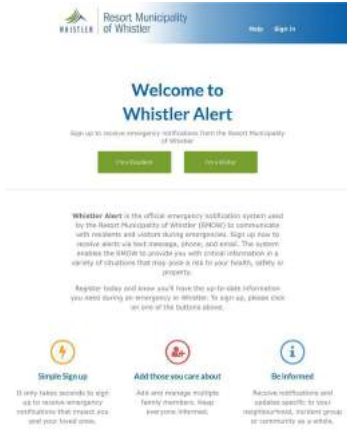 WHISTLER
Resort Municipality
of Whistler
Help Sign In
Welcome to
Whistler Alert
Sign up to receive emergency notifications from the Resort Municipality
of Whistler
I'm a Resident I'm a Visitor
Whistler Alert is the official emergency notification system used
by the Resort Municipality of Whistler (RMOW) to communicate
with residents and visitors during emergencies. Sign up now to
receive alerts via text message, phone, and email. The system
enables the RMOW to provide you with critical information in a
variety of situations that may pose a risk to your health, safety or
property.
Register today and know you'll have the up-to-date information
you need during an emergency in Whistler. To sign up, please click
on one of the buttons above.
Simple Sign up
It only takes seconds to sign
up to receive emergency
notifications that impact you
and your loved ones.
Add those you care about
Add and manage multiple
family members. Keep
everyone informed.
Be Informed
Receive notifications and
updates specific to your
neighbourhood, incident group
or community as a whole.